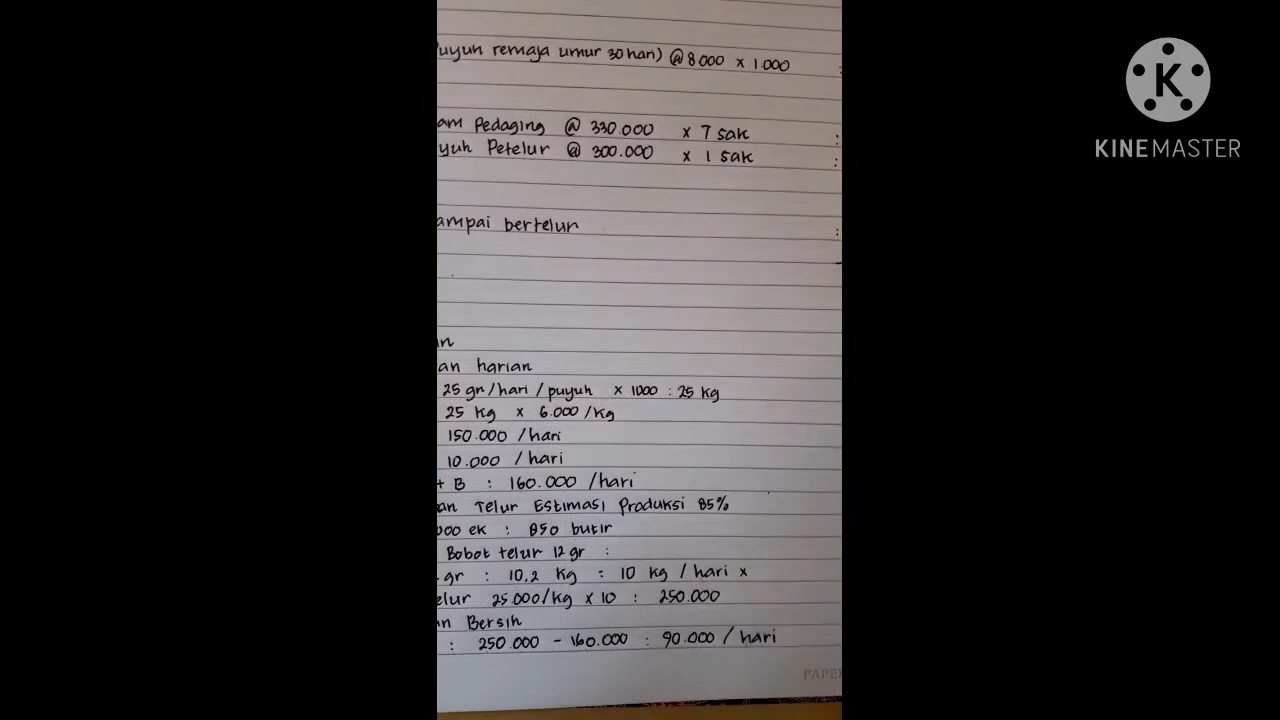 uyuh remaja umur 30 hari) @ 8.000 x 1.000 :
am Pedaging @ 330.000 x 7 sak :
yuh Petelur @ 300.000 x 1 sak :
ampai bertelur :
an
an harian
25 gr/hari/puyuh x 1000 : 25 kg
25 kg x 6.000/kg
150.000 /hari
10.000 /hari
+ B : 160.000 /hari
an Telur Estimasi Produksi 85%
000 ek : 850 butir
Bobot telur 12 gr :
gr : 10,2 kg = 10 kg / hari x
elur 25.000/kg x 10 : 250.000
n Bersih
: 250.000 - 160.000 : 90.000 / hari
PAPE
K
KINEMASTER